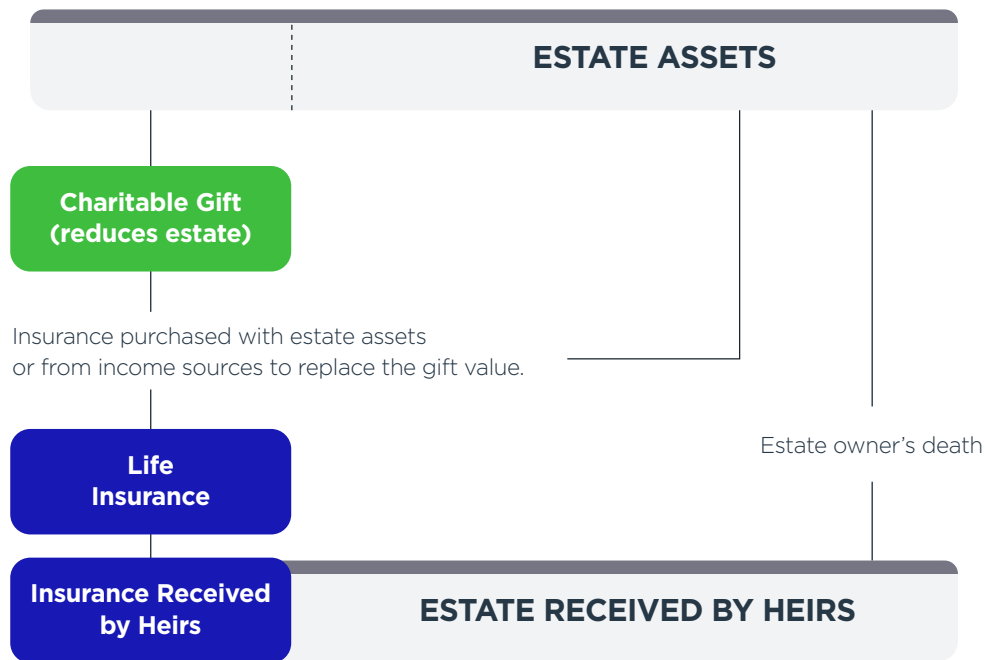 ESTATE ASSETS
Charitable Gift
(reduces estate)
Insurance purchased with estate assets
or from income sources to replace the gift value.
Estate owner’s death
Life
Insurance
Insurance Received
by Heirs
ESTATE RECEIVED BY HEIRS